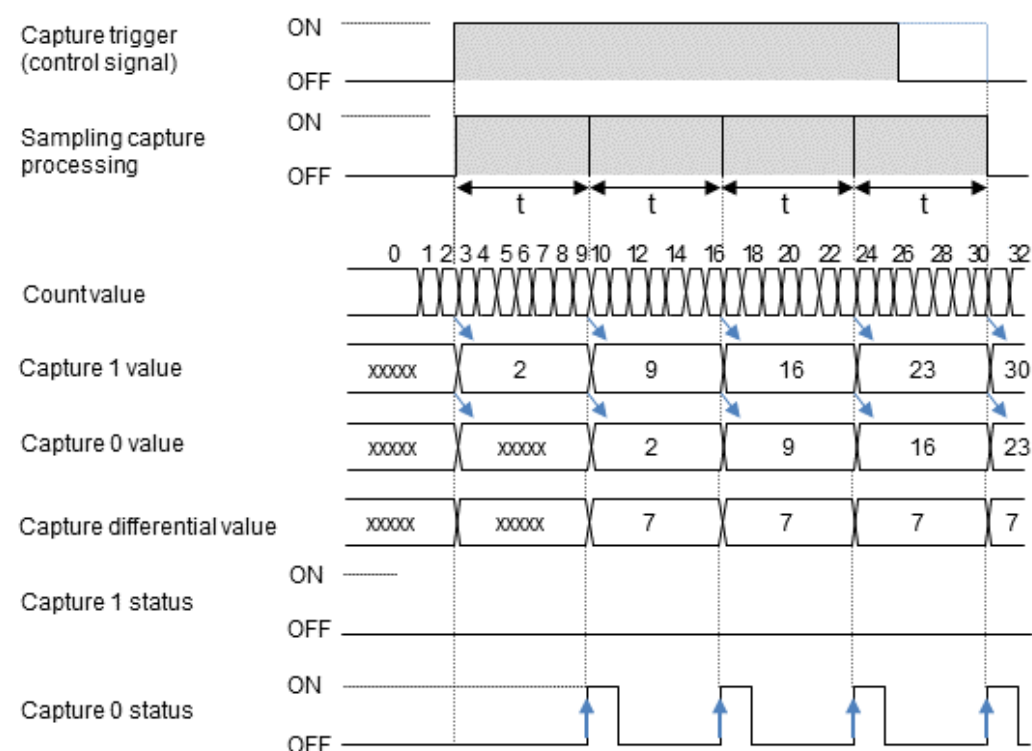 Capture trigger
(control signal)
ON
OFF
Sampling capture
processing
ON
OFF
t t t t
0 1 2 3 4 5 6 7 8 9 10 12 14 16 18 20 22 24 26 28 30 32
Count value
Capture 1 value
xxxxx 2 9 16 23 30
Capture 0 value
xxxxx xxxxx 2 9 16 23
Capture differential value
xxxxx xxxxx 7 7 7 7
ON
Capture 1 status
OFF
ON
Capture 0 status
OFF